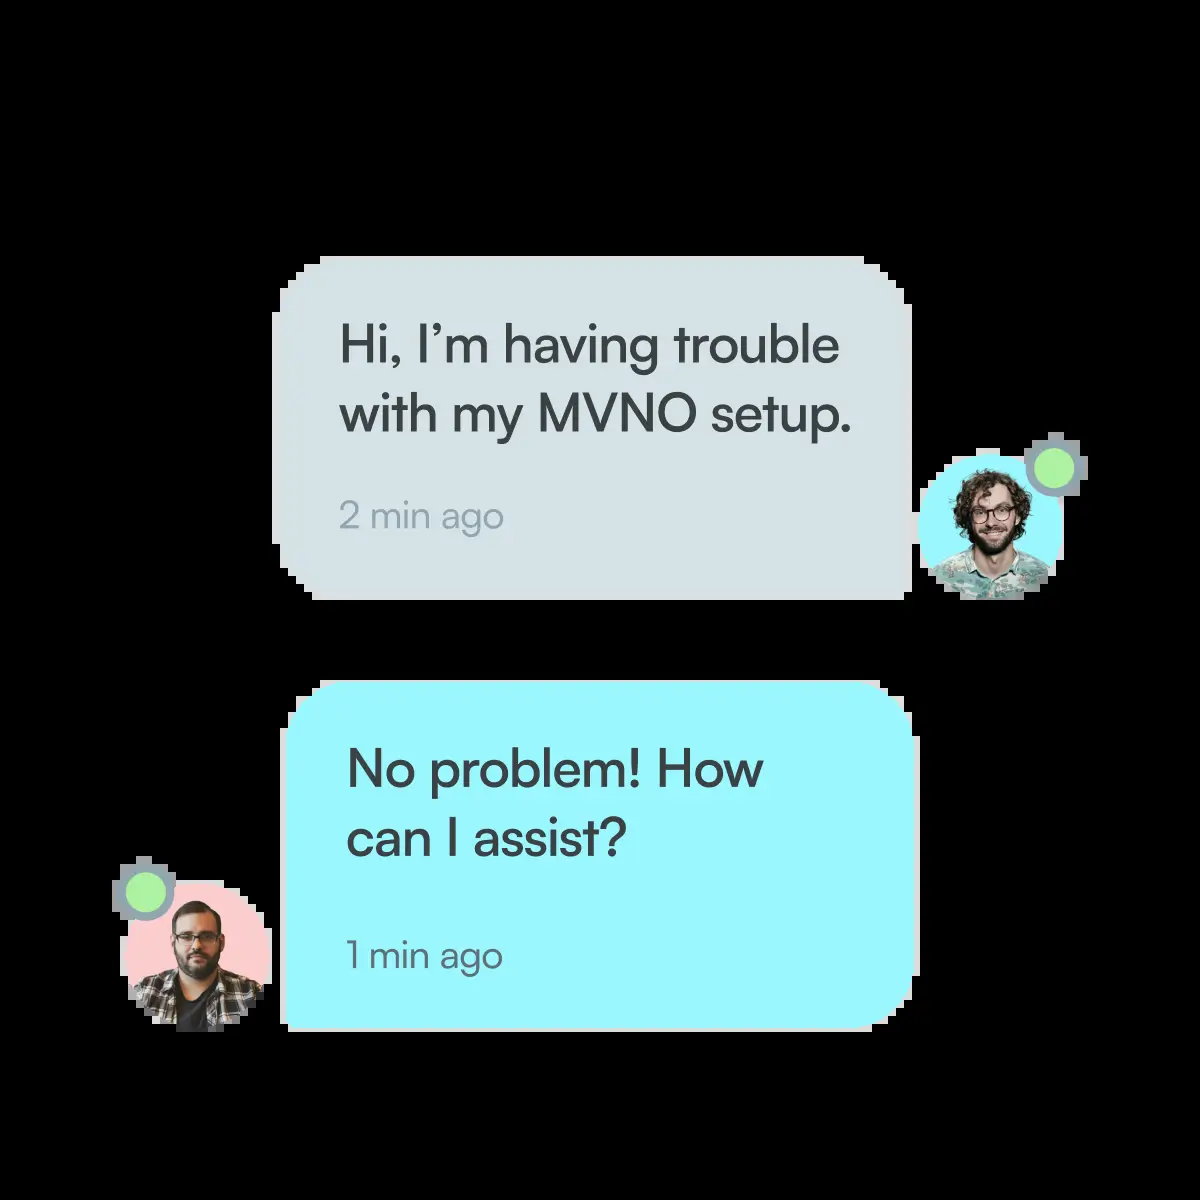 Hi, I’m having trouble
with my MVNO setup.
2 min ago
No problem! How
can I assist?
1 min ago